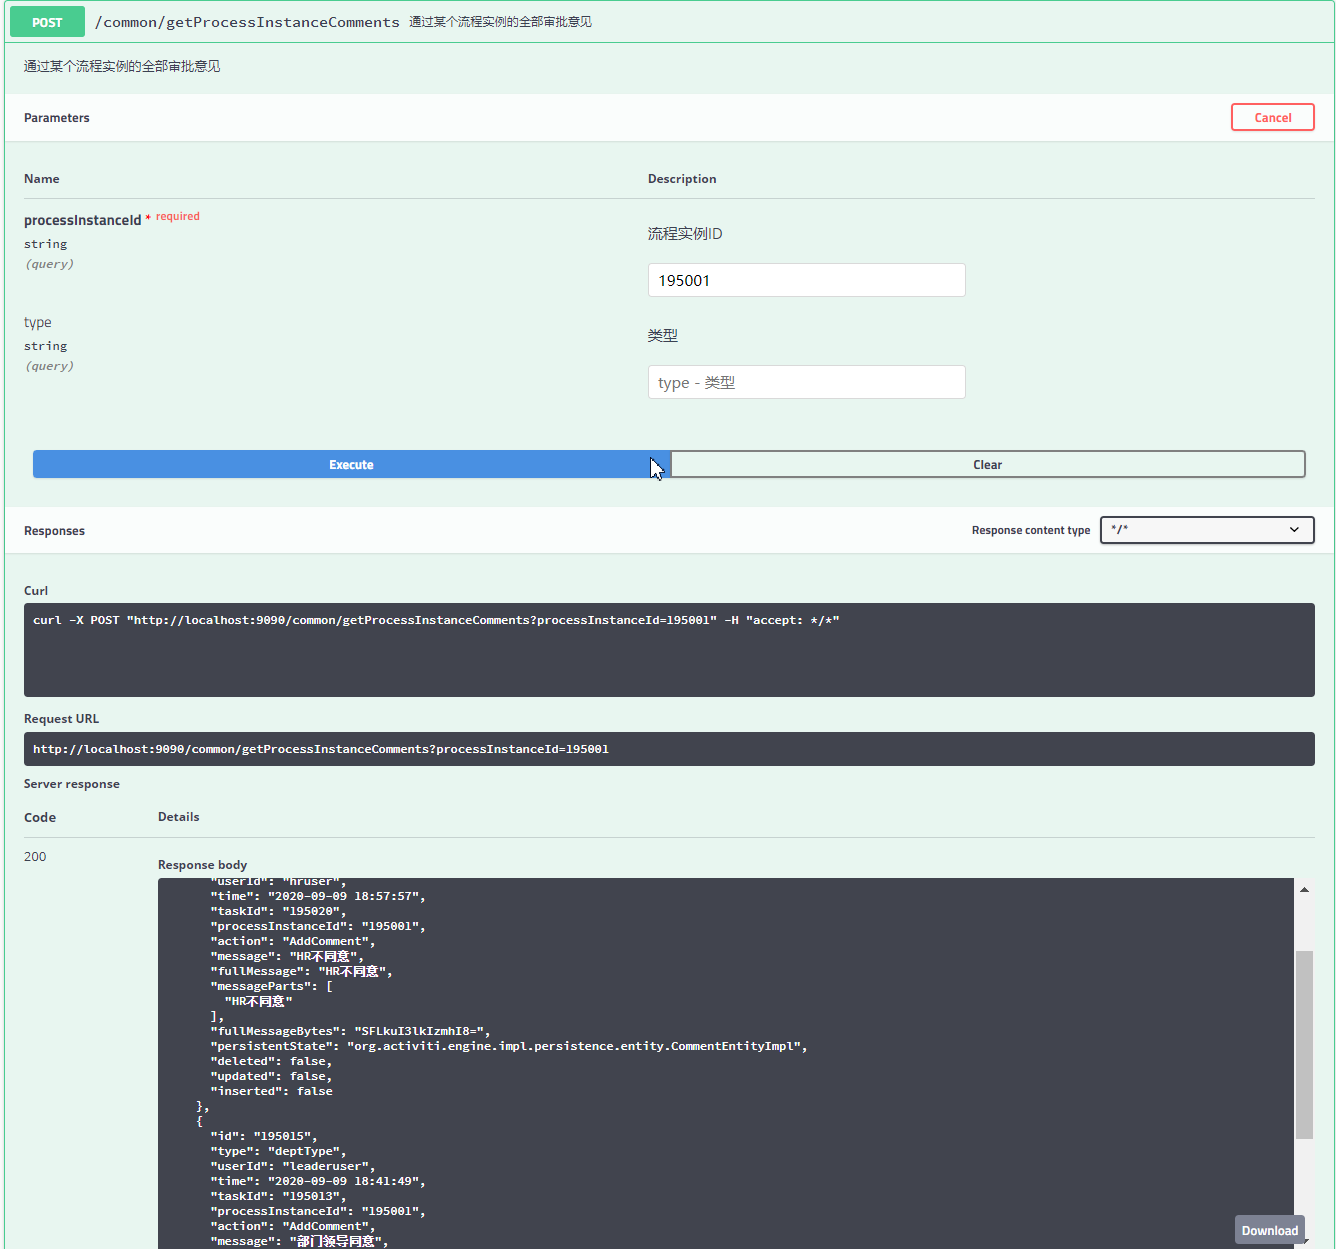 POST /common/getProcessInstanceComments 通过某个流程实例的全部审批意见
通过某个流程实例的全部审批意见
Parameters
Cancel
Name Description
processInstanceId * required
string
(query)
流程实例ID
195001
type
string
(query)
类型
type - 类型
Execute Clear
Responses Response content type */*
Curl
curl -X POST "http://localhost:9090/common/getProcessInstanceComments?processInstanceId=195001" -H "accept: */*"
Request URL
http://localhost:9090/common/getProcessInstanceComments?processInstanceId=195001
Server response
Code Details
200
Response body
"userId": "hruser",
"time": "2020-09-09 18:57:57",
"taskId": "195020",
"processInstanceId": "195001",
"action": "AddComment",
"message": "HR不同意",
"fullMessage": "HR不同意",
"messageParts": [
"HR不同意"
],
"fullMessageBytes": "SFLkuI3lkIzmhI8=",
"persistentState": "org.activiti.engine.impl.persistence.entity.CommentEntityImpl",
"deleted": false,
"updated": false,
"inserted": false
},
{
"id": "195015",
"type": "deptType",
"userId": "leaderuser",
"time": "2020-09-09 18:41:49",
"taskId": "195013",
"processInstanceId": "195001",
"action": "AddComment",
"message": "部门领导同意",
Download